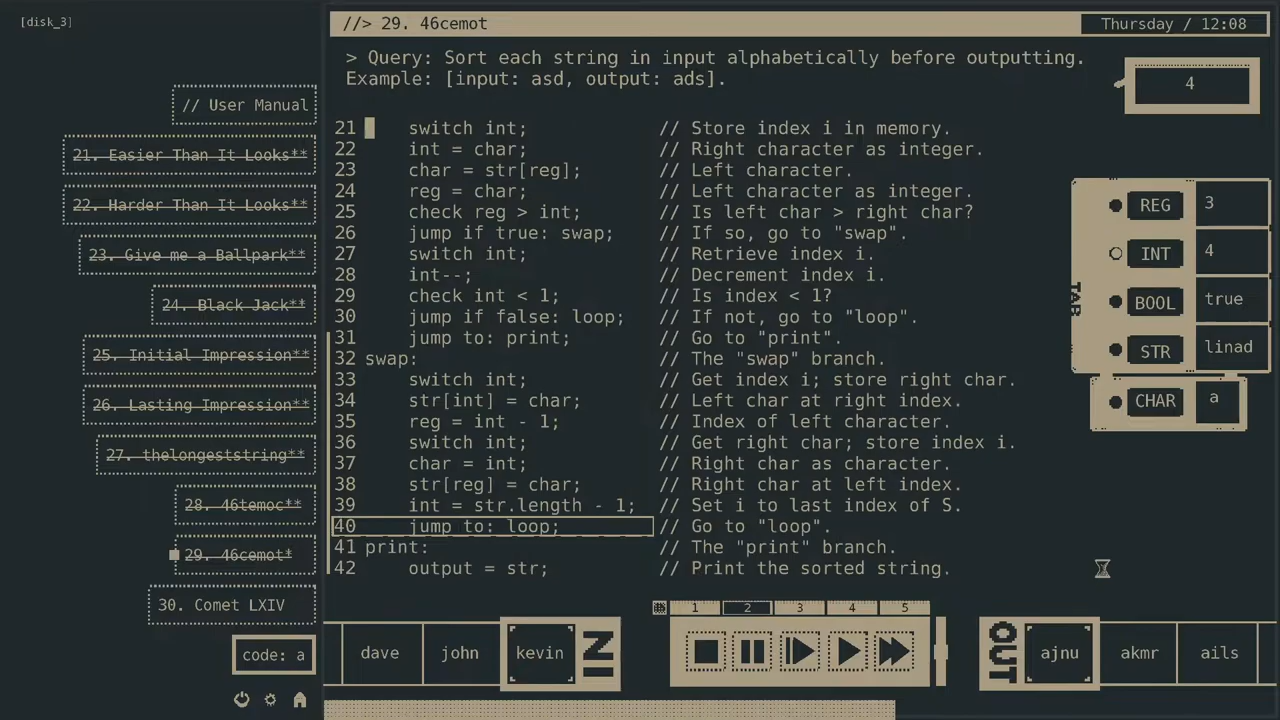 [disk_3]
// User Manual
21. Easier Than It Looks**
22. Harder Than It Looks**
23. Give me a Ballpark**
24. Black Jack**
25. Initial Impression**
26. Lasting Impression**
27. thelongeststring**
28. 46temoc**
29. 46cemot*
30. Comet LXIV
code: a
//> 29. 46cemot
Thursday / 12:08
> Query: Sort each string in input alphabetically before outputting.
Example: [input: asd, output: ads].
21 switch int; // Store index i in memory.
22 int = char; // Right character as integer.
23 char = str[reg]; // Left character.
24 reg = char; // Left character as integer.
25 check reg > int; // Is left char > right char?
26 jump if true: swap; // If so, go to "swap".
27 switch int; // Retrieve index i.
28 int--; // Decrement index i.
29 check int < 1; // Is index < 1?
30 jump if false: loop; // If not, go to "loop".
31 jump to: print; // Go to "print".
32 swap: // The "swap" branch.
33 switch int; // Get index i; store right char.
34 str[int] = char; // Left char at right index.
35 reg = int - 1; // Index of left character.
36 switch int; // Get right char; store index i.
37 char = int; // Right char as character.
38 str[reg] = char; // Right char at left index.
39 int = str.length - 1; // Set i to last index of S.
40 jump to: loop; // Go to "loop".
41 print: // The "print" branch.
42 output = str; // Print the sorted string.
4
TAB
REG 3
INT 4
BOOL true
STR linad
CHAR a
1 2 3 4 5
dave john kevin IN
OUT ajnu akmr ails